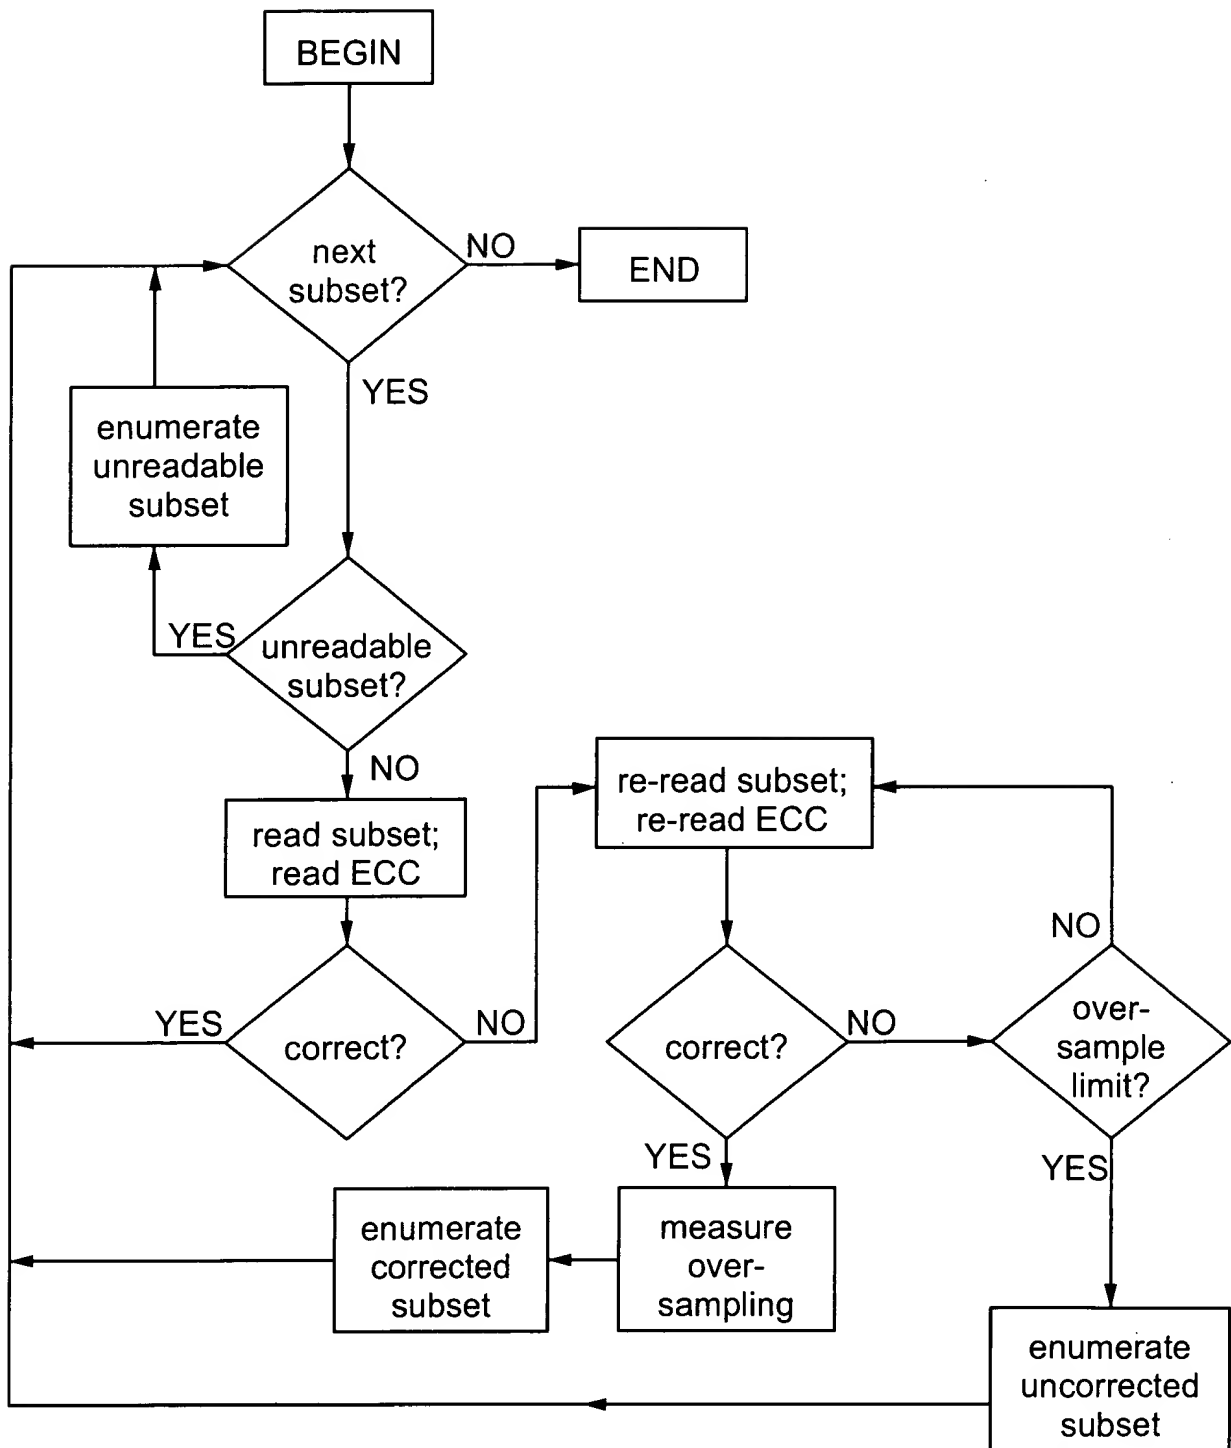 BEGIN
next
subset?
NO
END
YES
enumerate
unreadable
subset
YES
unreadable
subset?
NO
read subset;
read ECC
re-read subset;
re-read ECC
YES
correct?
NO
correct?
NO
NO
over-
sample
limit?
YES
YES
enumerate
corrected
subset
measure
over-
sampling
enumerate
uncorrected
subset